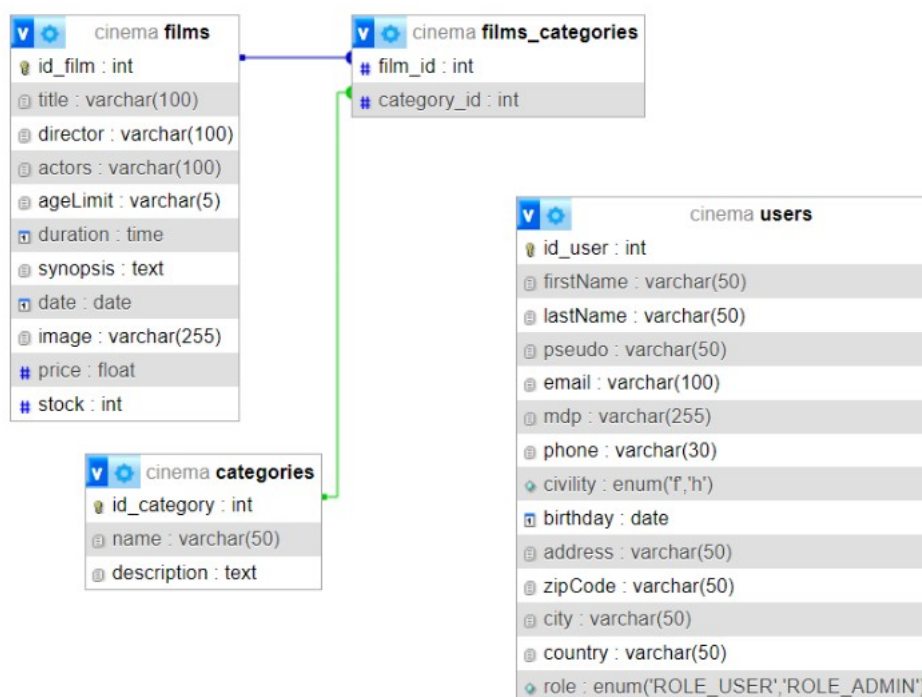 cinema films
id_film : int
title : varchar(100)
director : varchar(100)
actors : varchar(100)
ageLimit : varchar(5)
duration : time
synopsis : text
date : date
image : varchar(255)
# price : float
# stock : int
cinema films_categories
# film_id : int
# category_id : int
cinema categories
id_category : int
name : varchar(50)
description : text
cinema users
id_user : int
firstName : varchar(50)
lastName : varchar(50)
pseudo : varchar(50)
email : varchar(100)
mdp : varchar(255)
phone : varchar(30)
civility : enum('f','h')
birthday : date
address : varchar(50)
zipCode : varchar(50)
city : varchar(50)
country : varchar(50)
role : enum('ROLE_USER','ROLE_ADMIN'